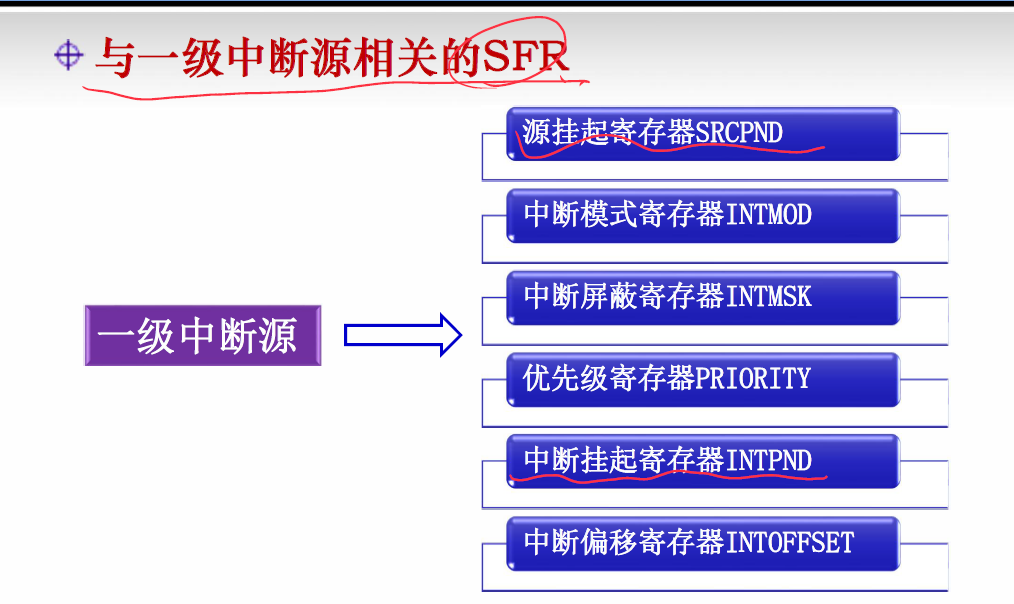 与一级中断源相关的SFR
源挂起寄存器SRCPND
中断模式寄存器INTMOD
中断屏蔽寄存器INTMSK
一级中断源
优先级寄存器PRIORITY
中断挂起寄存器INTPND
中断偏移寄存器INTOFFSET